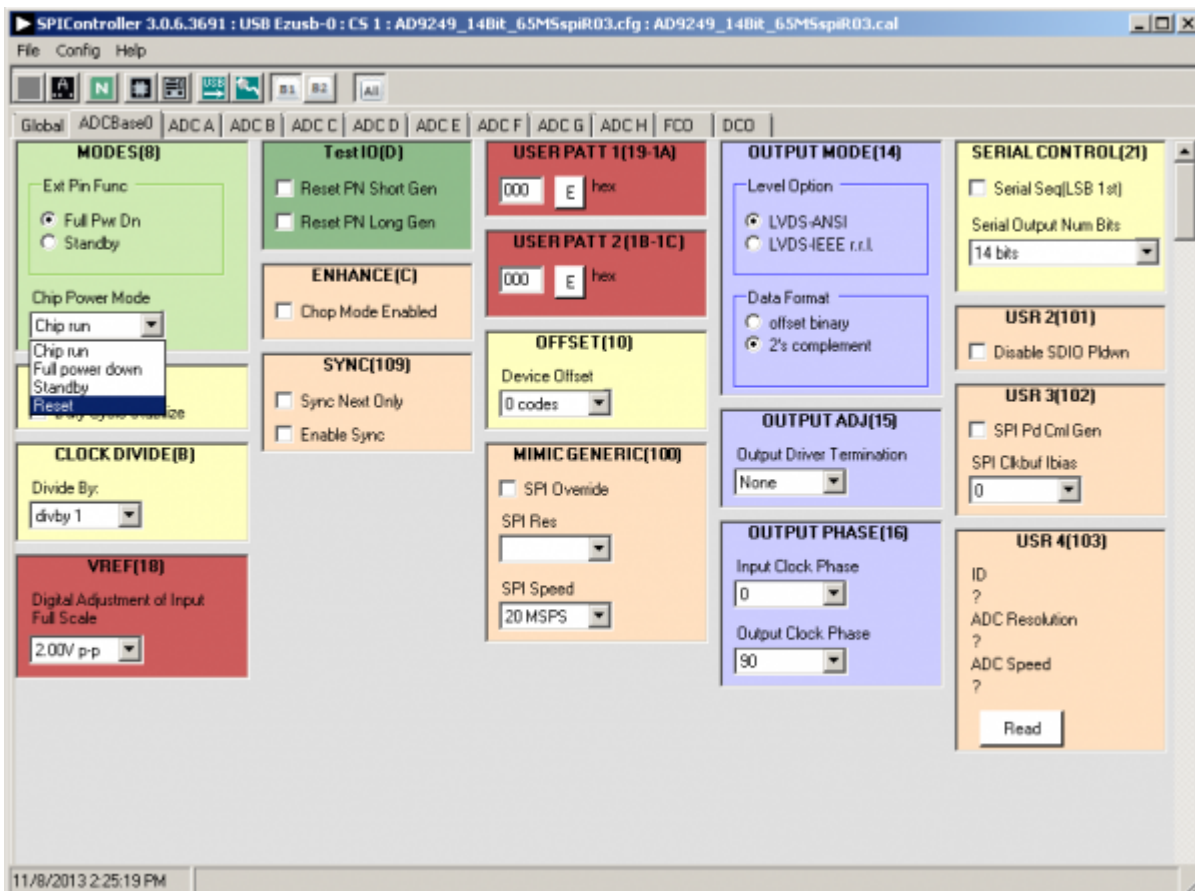 SPIController 3.0.6.3691 : USB Ezusb-0 : CS 1 : AD9249_14Bit_65MSspiR03.cfg : AD9249_14Bit_65MSspiR03.cal
File Config Help
A N USB B1 B2 All
Global ADCBase0 ADC A ADC B ADC C ADC D ADC E ADC F ADC G ADC H FCO DCO
MODES(8)
Ext Pin Func
Full Pwr Dn
Standby
Chip Power Mode
Chip run
Chip run
Full power down
Standby
Reset
CLOCK DIVIDE(B)
Divide By:
divby 1
VREF(18)
Digital Adjustment of Input
Full Scale
2.00V p-p
TestIO(D)
Reset PN Short Gen
Reset PN Long Gen
ENHANCE(C)
Chop Mode Enabled
SYNC(109)
Sync Next Only
Enable Sync
USER PATT 1(19-1A)
000 E hex
USER PATT 2(1B-1C)
000 E hex
OFFSET(10)
Device Offset
0 codes
MIMIC GENERIC(100)
SPI Override
SPI Res
SPI Speed
20 MSPS
OUTPUT MODE(14)
Level Option
LVDS-ANSI
LVDS-IEEE r.r.l.
Data Format
offset binary
2's complement
OUTPUT ADJ(15)
Output Driver Termination
None
OUTPUT PHASE(16)
Input Clock Phase
0
Output Clock Phase
90
SERIAL CONTROL(21)
Serial Seq(LSB 1st)
Serial Output Num Bits
14 bits
USR 2(101)
Disable SDIO Pldwn
USR 3(102)
SPI Pd Cml Gen
SPI Clkbuf Ibias
0
USR 4(103)
ID
?
ADC Resolution
?
ADC Speed
?
Read
11/8/2013 2:25:19 PM